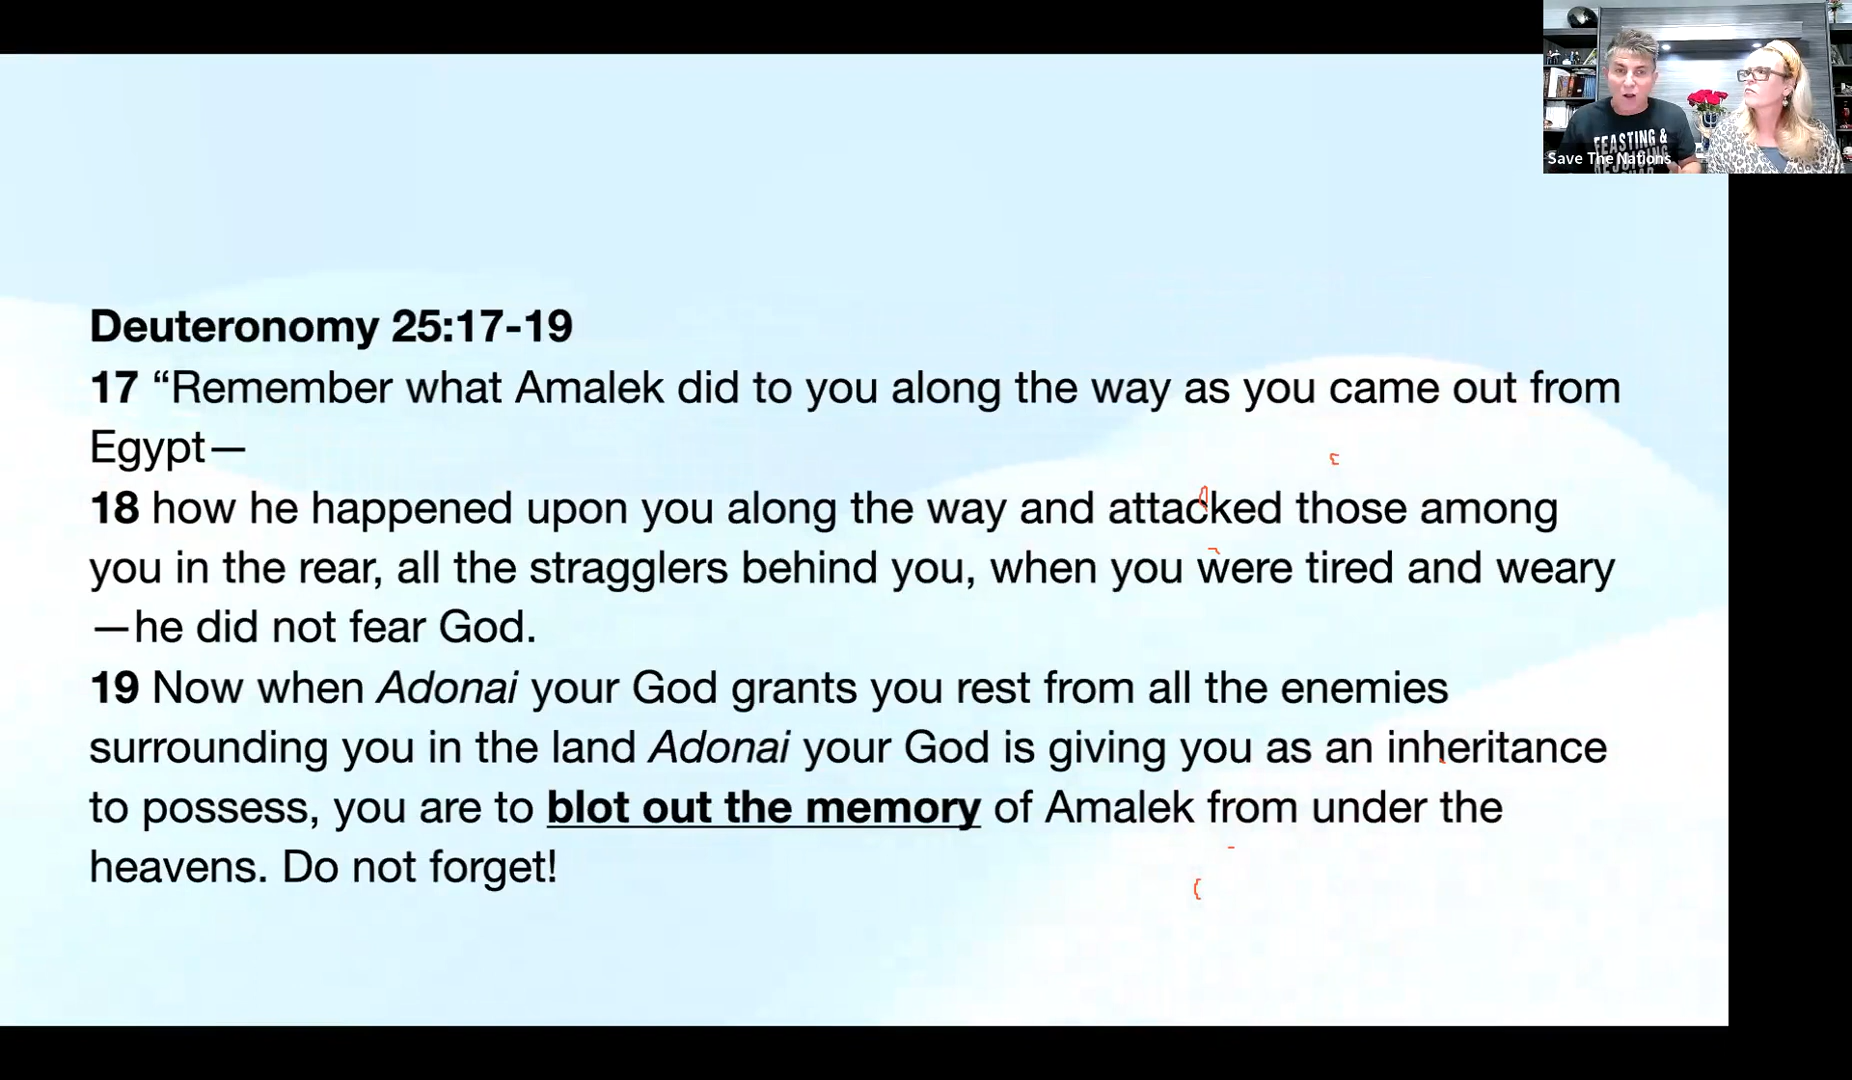 Deuteronomy 25:17-19
17 “Remember what Amalek did to you along the way as you came out from
Egypt—
18 how he happened upon you along the way and attacked those among
you in the rear, all the stragglers behind you, when you were tired and weary
—he did not fear God.
19 Now when Adonai your God grants you rest from all the enemies
surrounding you in the land Adonai your God is giving you as an inheritance
to possess, you are to blot out the memory of Amalek from under the
heavens. Do not forget!
FEASTING &
REJOICING
Save The Nations